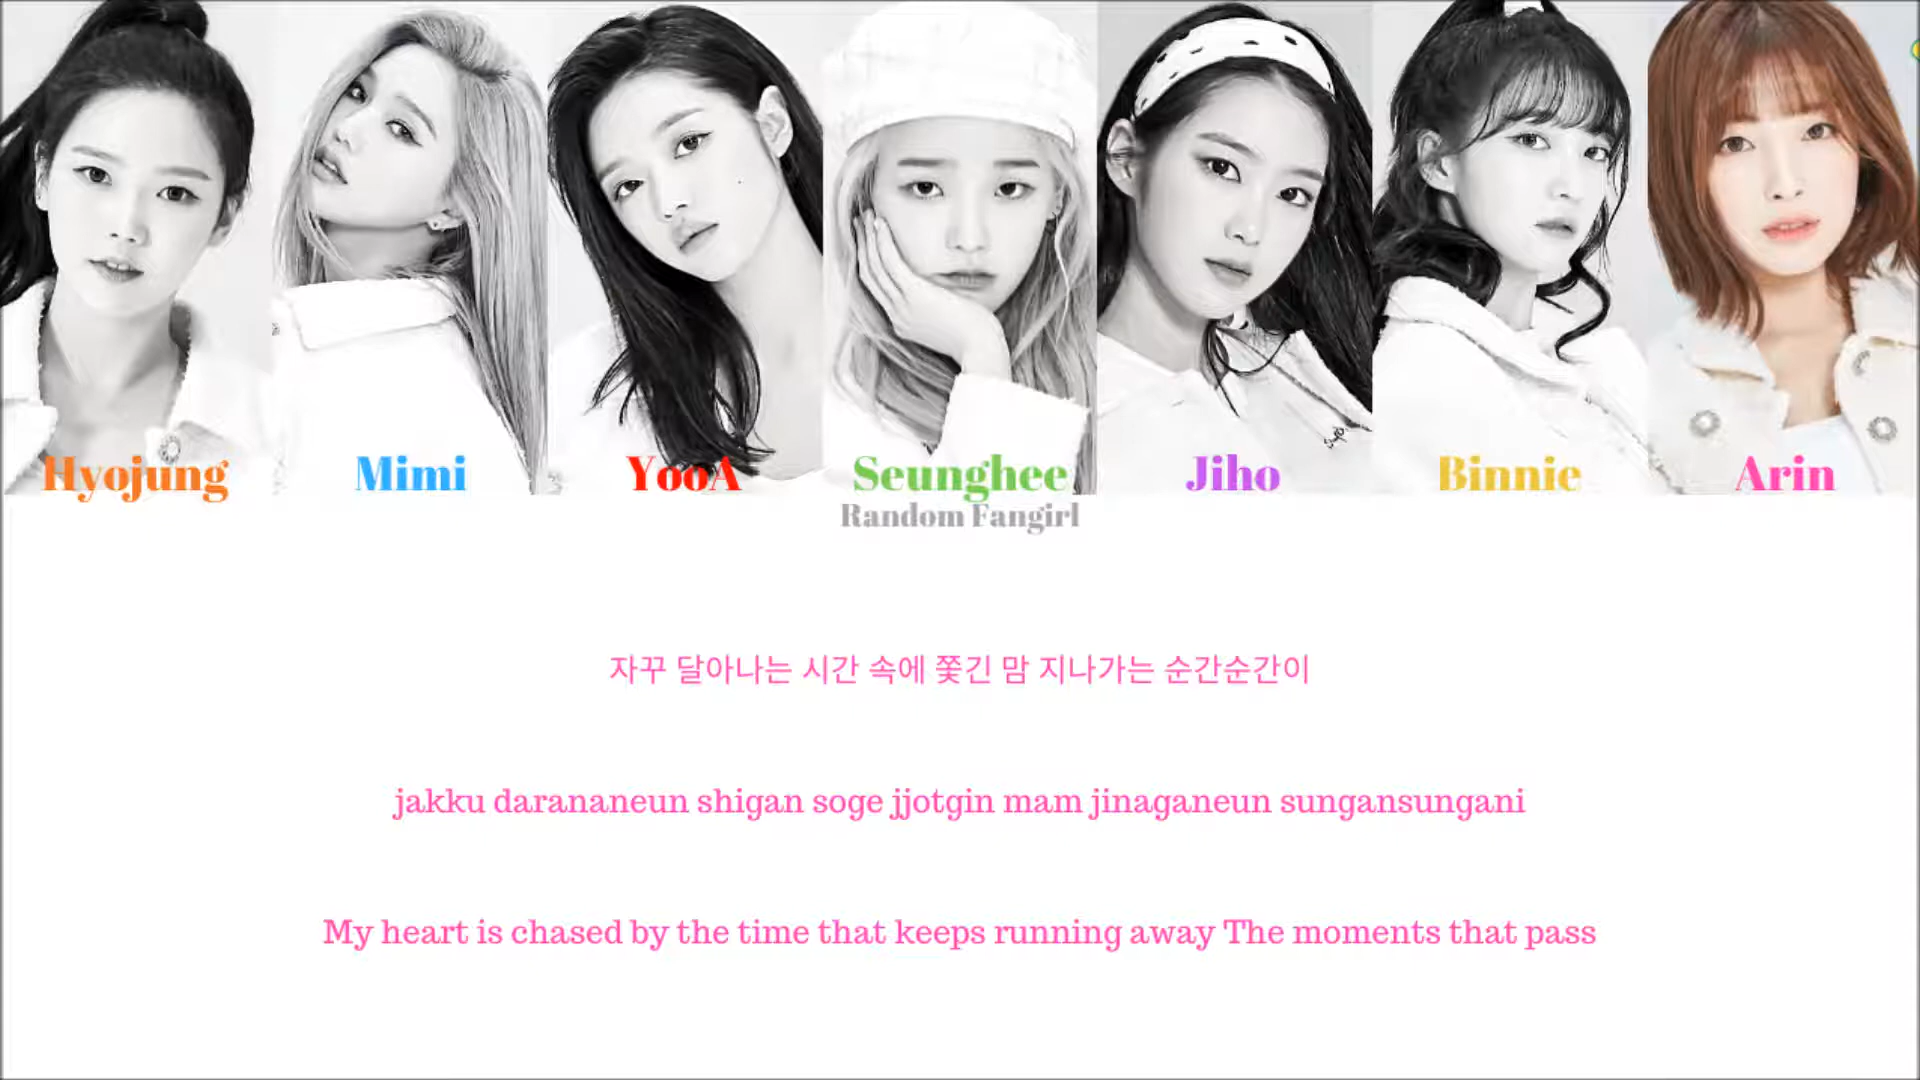 Hyojung Mimi YooA Seunghee Jiho Binnie Arin
Random Fangirl
자꾸 달아나는 시간 속에 쫓긴 맘 지나가는 순간순간이
jakku darananeun shigan soge jjotgin mam jinaganeun sungansungani
My heart is chased by the time that keeps running away The moments that pass